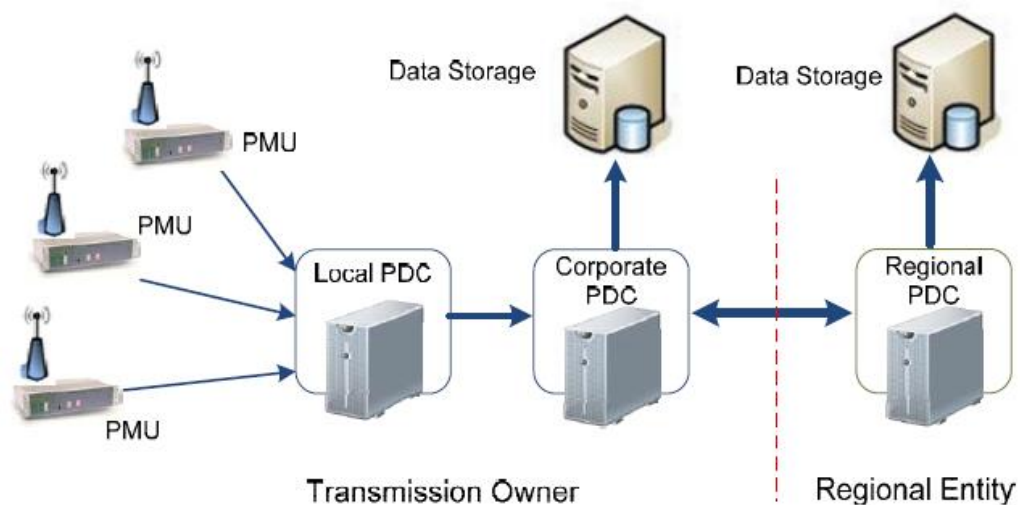 Data Storage
Data Storage
PMU
PMU
PMU
Local PDC
Corporate
PDC
Regional
PDC
Transmission Owner
Regional Entity